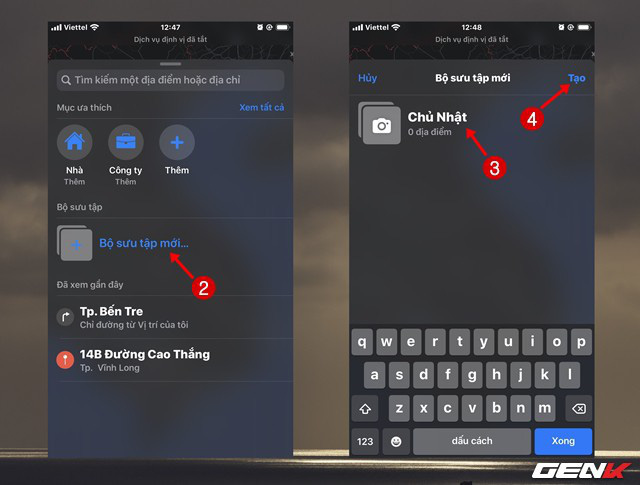 Viettel
12:47
Dịch vụ định vị đã tắt
Tìm kiếm một địa điểm hoặc địa chỉ
Mục ưa thích
Xem tất cả
Nhà
Thêm
Công ty
Thêm
Thêm
Bộ sưu tập
Bộ sưu tập mới...
2
Đã xem gần đây
Tp. Bến Tre
Chỉ đường từ Vị trí của tôi
14B Đường Cao Thắng
Tp. Vĩnh Long
Viettel
12:48
Dịch vụ định vị đã tắt
Hủy
Bộ sưu tập mới
Tạo
4
Chủ Nhật
0 địa điểm
3
q w e r t y u i o p
a s d f g h j k l
z x c v b n m
123
dấu cách
Xong
GENK